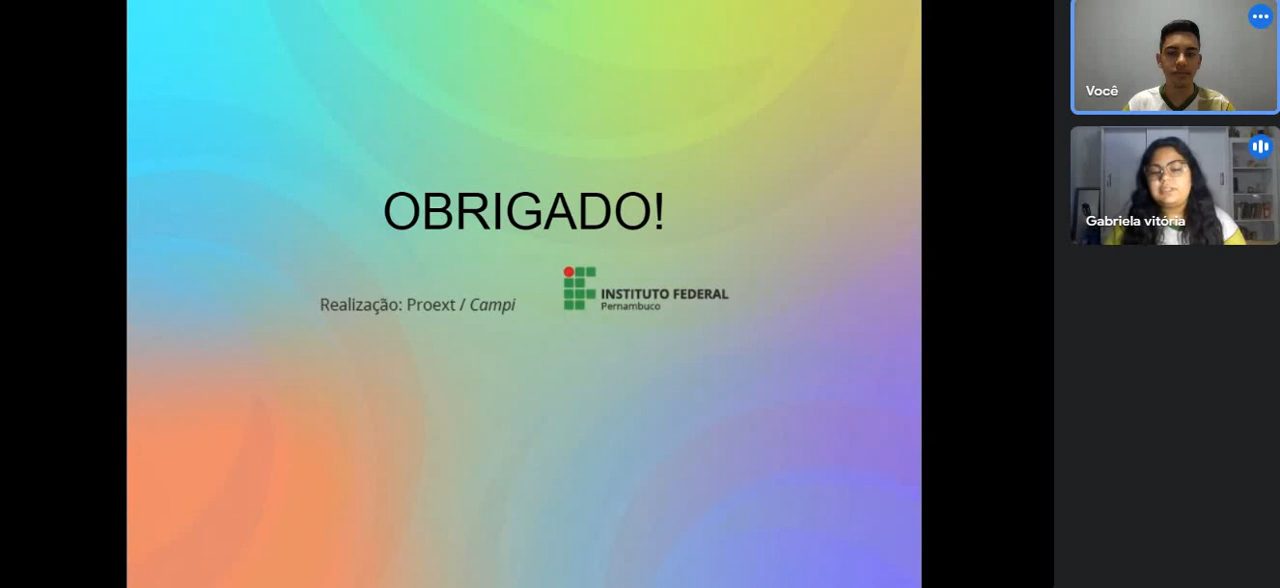 OBRIGADO!
Realização: Proext / Campi
INSTITUTO FEDERAL
Pernambuco
Você
Gabriela vitória